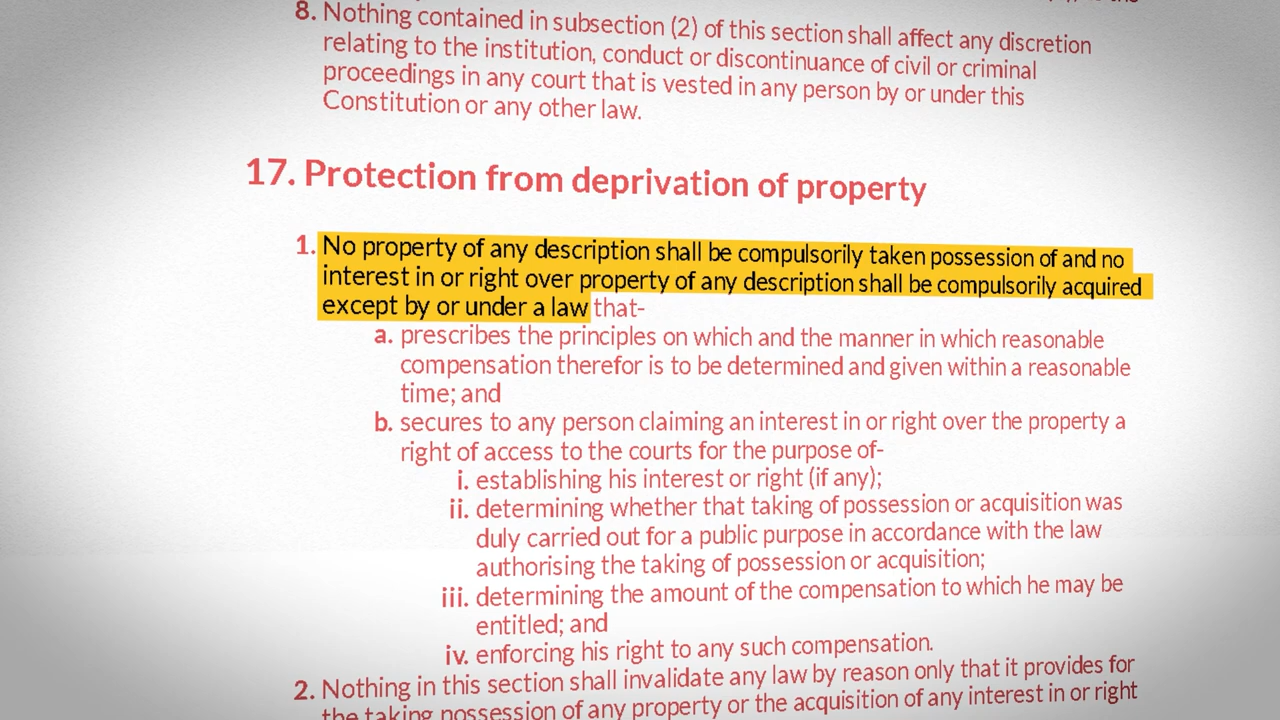 8. Nothing contained in subsection (2) of this section shall affect any discretion
relating to the institution, conduct or discontinuance of civil or criminal
proceedings in any court that is vested in any person by or under this
Constitution or any other law.
17. Protection from deprivation of property
1. No property of any description shall be compulsorily taken possession of and no
interest in or right over property of any description shall be compulsorily acquired
except by or under a law that-
a. prescribes the principles on which and the manner in which reasonable
compensation therefor is to be determined and given within a reasonable
time; and
b. secures to any person claiming an interest in or right over the property a
right of access to the courts for the purpose of-
i. establishing his interest or right (if any);
ii. determining whether that taking of possession or acquisition was
duly carried out for a public purpose in accordance with the law
authorising the taking of possession or acquisition;
iii. determining the amount of the compensation to which he may be
entitled; and
iv. enforcing his right to any such compensation.
2. Nothing in this section shall invalidate any law by reason only that it provides for
the taking possession of any property or the acquisition of any interest in or right